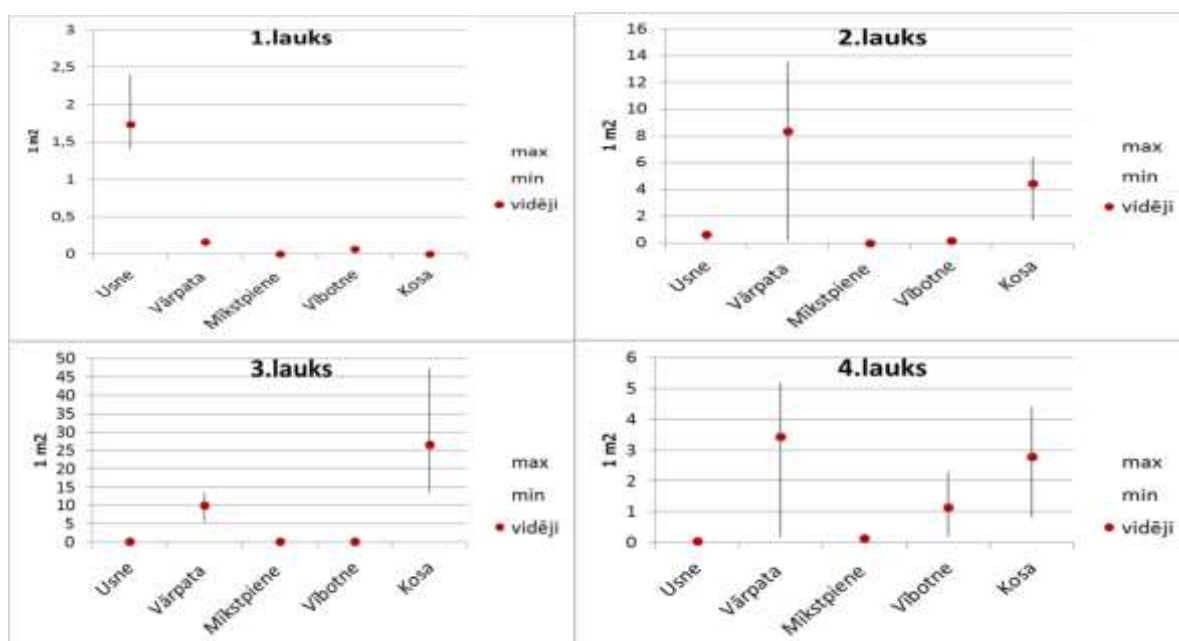 1.lauks
3
2,5
2
1,5
1
0,5
0
1 m2
Usne
Vārpata
Mīkstpiene
Vībotne
Kosa
max
min
vidēji
2.lauks
16
14
12
10
8
6
4
2
0
1 m2
Usne
Vārpata
Mīkstpiene
Vībotne
Kosa
max
min
vidēji
3.lauks
50
45
40
35
30
25
20
15
10
5
0
1 m2
Usne
Vārpata
Mīkstpiene
Vībotne
Kosa
max
min
vidēji
4.lauks
6
5
4
3
2
1
0
1 m2
Usne
Vārpata
Mīkstpiene
Vībotne
Kosa
max
min
vidēji